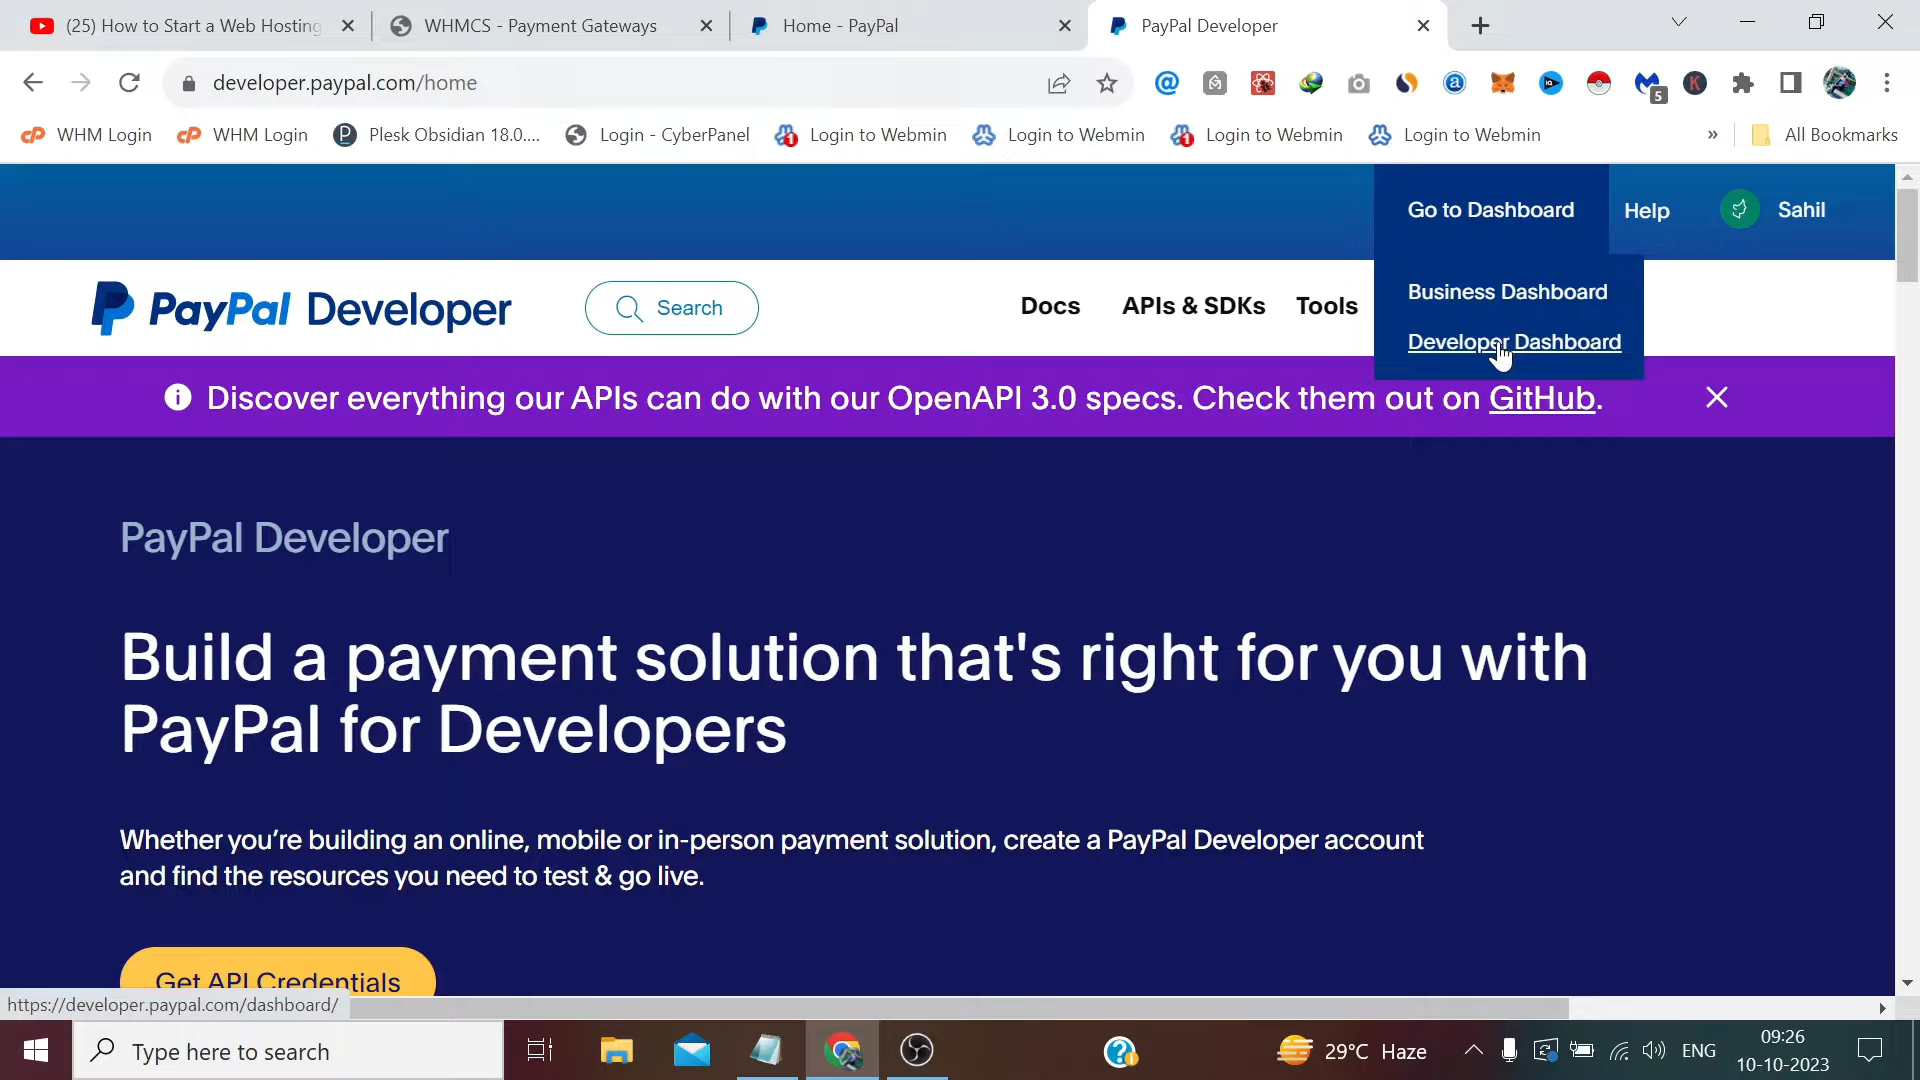 (25) How to Start a Web Hosting
WHMCS - Payment Gateways
Home - PayPal
PayPal Developer
developer.paypal.com/home
5
WHM Login
WHM Login
Plesk Obsidian 18.0....
Login - CyberPanel
Login to Webmin
Login to Webmin
Login to Webmin
Login to Webmin
»
All Bookmarks
Go to Dashboard
Help
Sahil
PayPal Developer
Search
Docs
APIs & SDKs
Tools
Business Dashboard
Developer Dashboard
Discover everything our APIs can do with our OpenAPI 3.0 specs. Check them out on GitHub.
PayPal Developer
Build a payment solution that's right for you with
PayPal for Developers
Whether you’re building an online, mobile or in-person payment solution, create a PayPal Developer account
and find the resources you need to test & go live.
Get API Credentials
https://developer.paypal.com/dashboard/
Type here to search
29°C Haze
ENG
09:26
10-10-2023